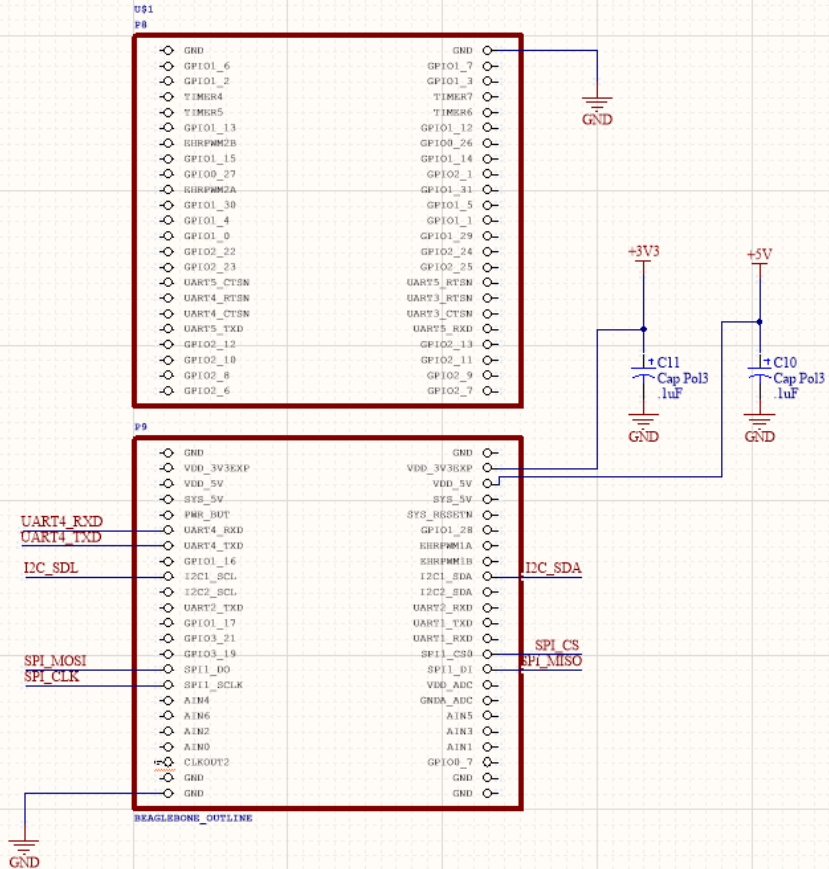 U$1
P8
GND GND
GPIO1_6 GPIO1_7
GPIO1_2 GPIO1_3
TIMER4 TIMER7
TIMER5 TIMER6
GPIO1_13 GPIO1_12
EHRPWM2B GPIO0_26
GPIO1_15 GPIO1_14
GPIO0_27 GPIO2_1
EHRPWM2A GPIO1_31
GPIO1_30 GPIO1_5
GPIO1_4 GPIO1_1
GPIO1_0 GPIO1_29
GPIO2_22 GPIO2_24
GPIO2_23 GPIO2_25
UART5_CTSN UART5_RTSN
UART4_RTSN UART3_RTSN
UART4_CTSN UART3_CTSN
UART5_TXD UART5_RXD
GPIO2_12 GPIO2_13
GPIO2_10 GPIO2_11
GPIO2_8 GPIO2_9
GPIO2_6 GPIO2_7
GND
+3V3
C11
Cap Pol3
.1uF
GND
+5V
C10
Cap Pol3
.1uF
GND
P9
GND GND
VDD_3V3EXP VDD_3V3EXP
VDD_5V VDD_5V
SYS_5V SYS_5V
PWR_BUT SYS_RESETN
UART4_RXD UART4_RXD GPIO1_28
UART4_TXD UART4_TXD EHRPWM1A
GPIO1_16 EHRPWM1B
I2C_SDL I2C1_SCL I2C1_SDA I2C_SDA
I2C2_SCL I2C2_SDA
UART2_TXD UART2_RXD
GPIO1_17 UART1_TXD
GPIO3_21 UART1_RXD
GPIO3_19 SPI1_CS0 SPI_CS
SPI_MOSI SPI1_DO SPI1_DI SPi_MISO
SPI_CLK SPI1_SCLK VDD_ADC
AIN4 GNDA_ADC
AIN6 AIN5
AIN2 AIN3
AIN0 AIN1
CLKOUT2 GPIO0_7
GND GND
GND GND
BEAGLEBONE_OUTLINE
GND